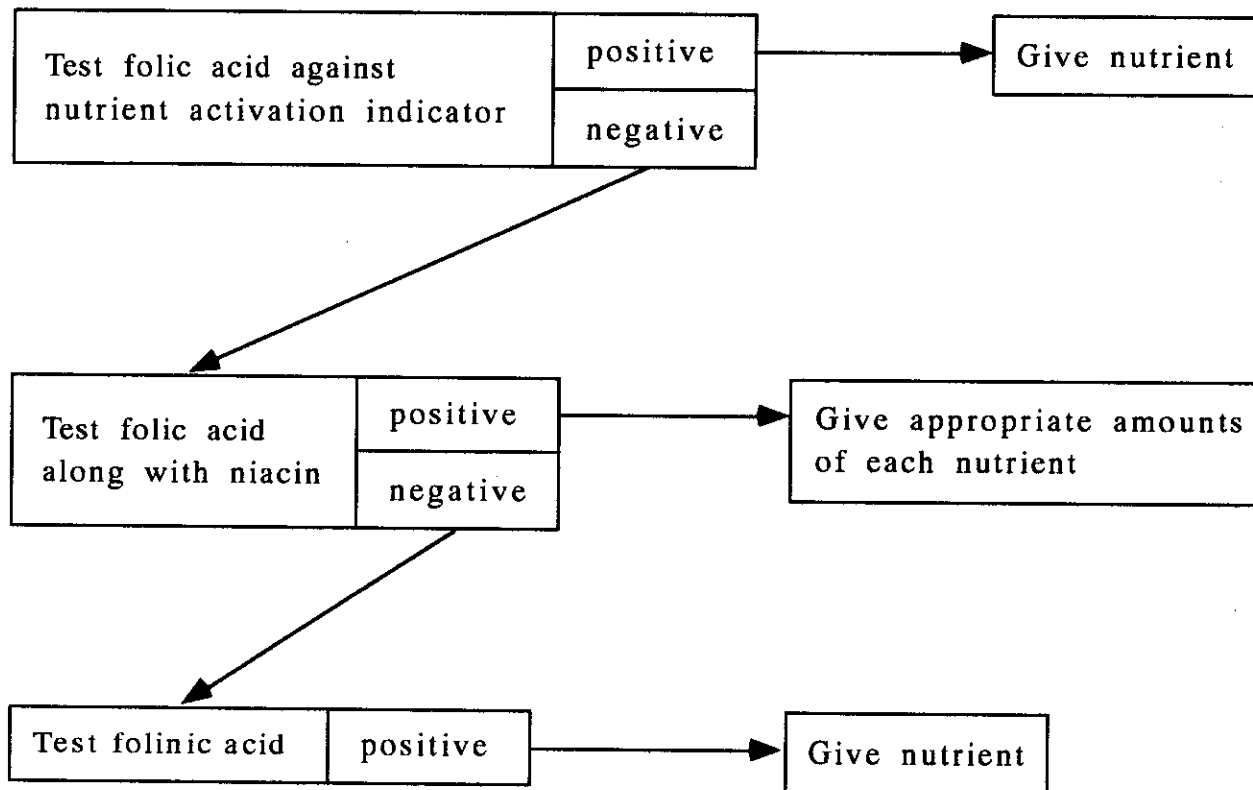 Test folic acid against
nutrient activation indicator
positive
negative
Give nutrient
Test folic acid
along with niacin
positive
negative
Give appropriate amounts
of each nutrient
Test folinic acid
positive
Give nutrient